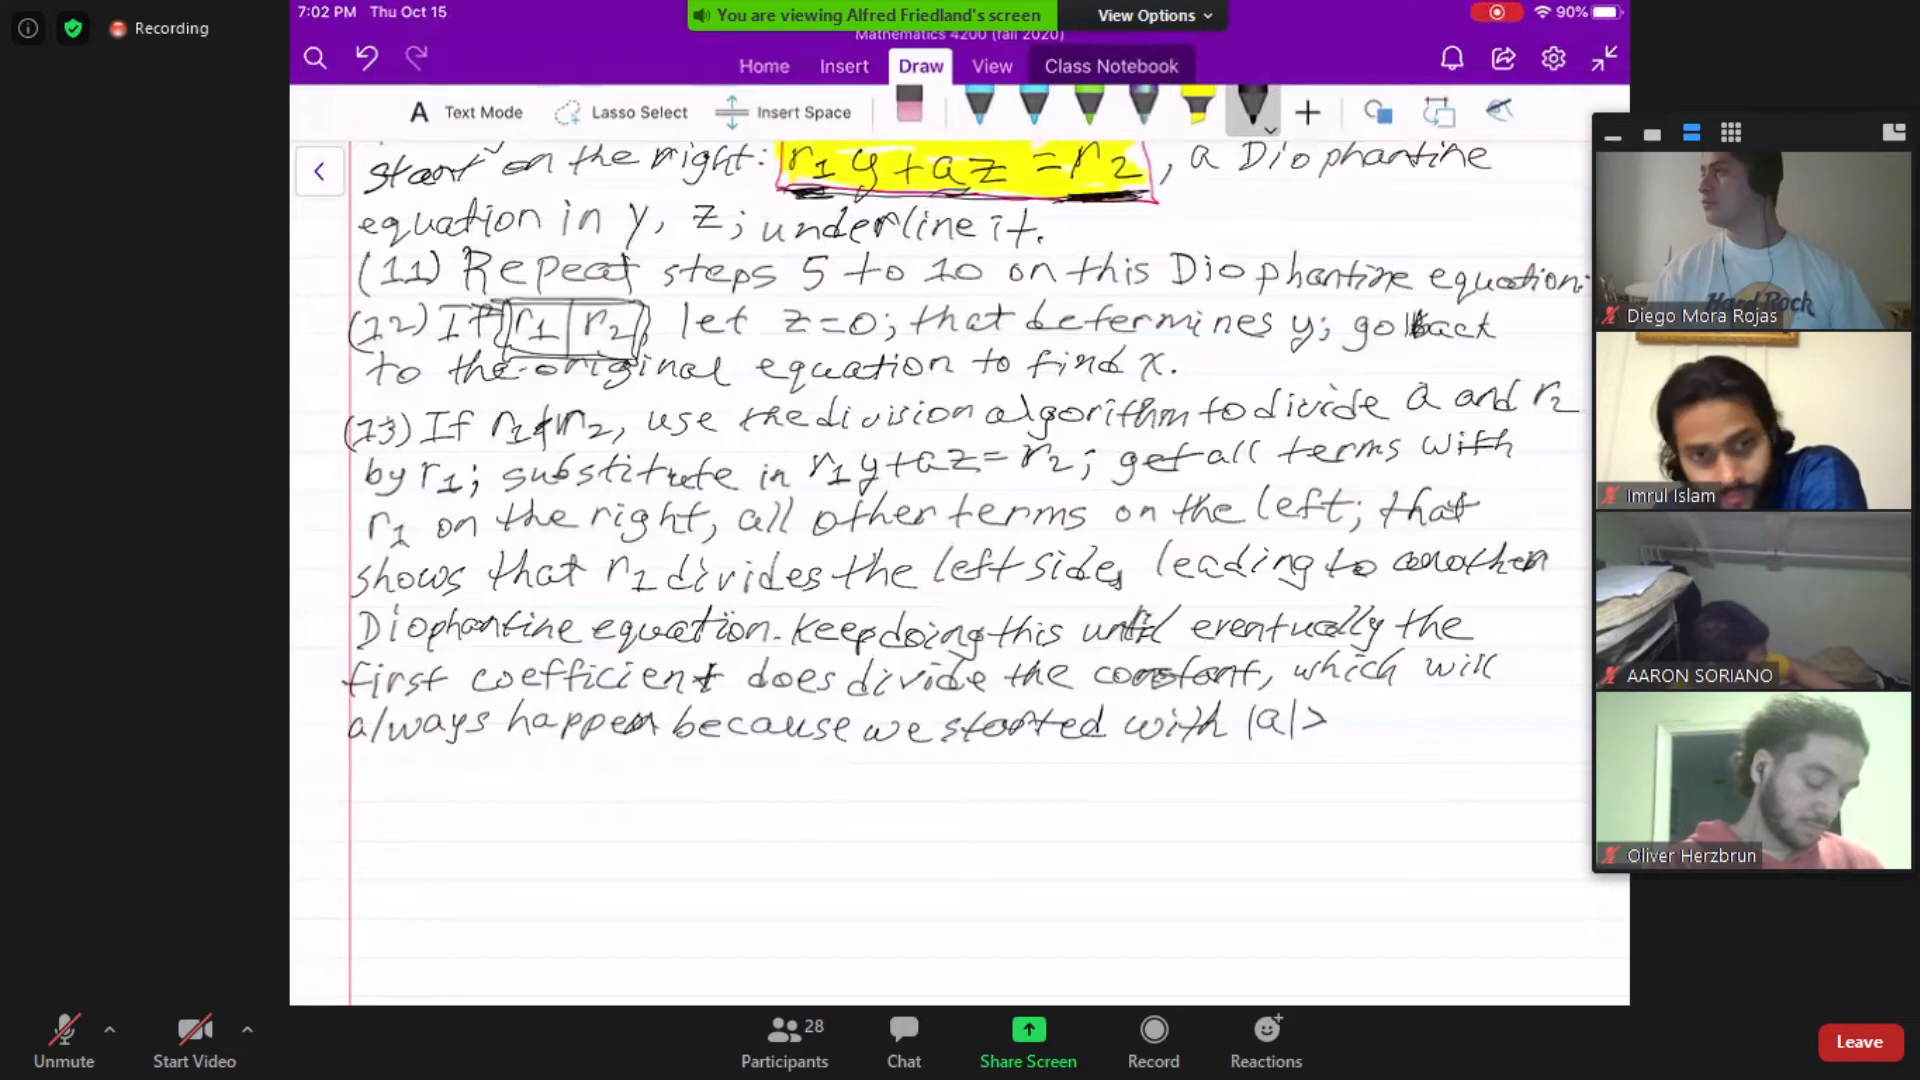 7:02 PM Thu Oct 15
You are viewing Alfred Friedland's screen
View Options
90%
Recording
Mathematics 4200 (fall 2020)
Home
Insert
Draw
View
Class Notebook
Text Mode
Lasso Select
Insert Space
start on the right: r₁y+az=r₂, a Diophantine
equation in y, z; underline it.
(11) Repeat steps 5 to 10 on this Diophantine equation.
(12) If r₁|r₂, let z=0; that determines y; go back
to the original equation to find x.
(13) If r₁∤r₂, use the division algorithm to divide a and r₂
by r₁; substitute in r₁y+az=r₂; get all terms with
r₁ on the right, all other terms on the left; that
shows that r₁ divides the left side, leading to another
Diophantine equation. Keep doing this until eventually the
first coefficient does divide the constant, which will
always happen because we started with |a|>
Diego Mora Rojas
Imrul Islam
AARON SORIANO
Oliver Herzbrun
Unmute
Start Video
28
Participants
Chat
Share Screen
Record
Reactions
Leave